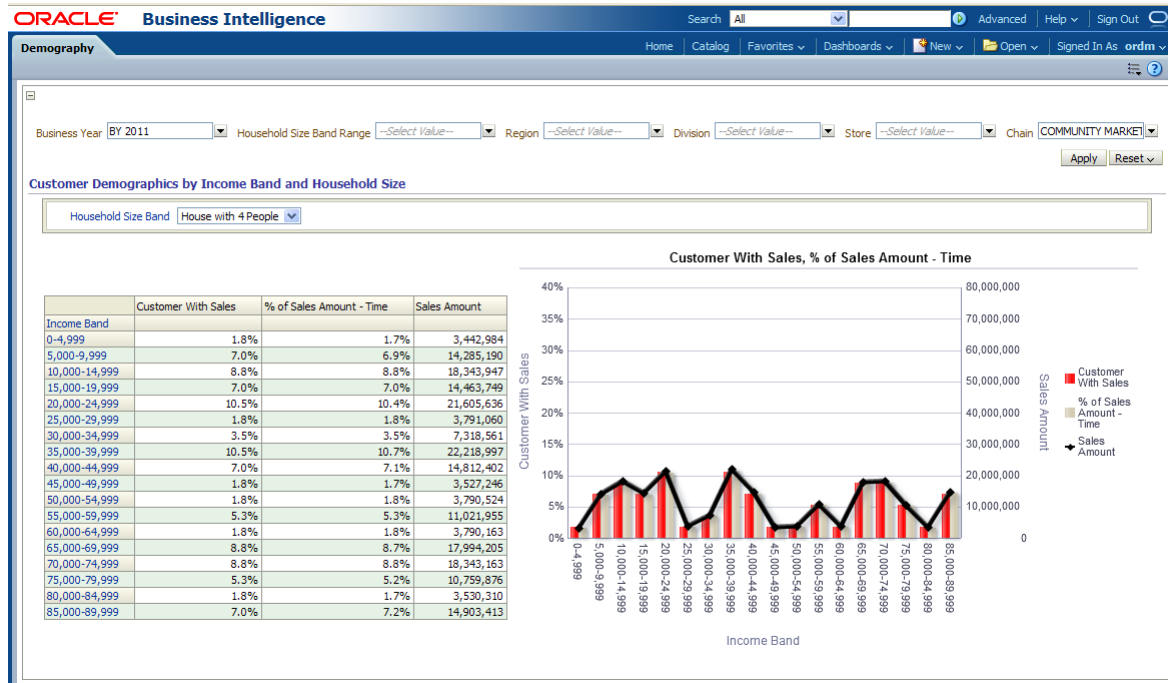 ORACLE Business Intelligence Search All Advanced Help Sign Out
Demography Home Catalog Favorites Dashboards New Open Signed In As ordm
Business Year BY 2011 Household Size Band Range --Select Value-- Region --Select Value-- Division --Select Value-- Store --Select Value-- Chain COMMUNITY MARKET
Apply Reset
Customer Demographics by Income Band and Household Size
Household Size Band House with 4 People
Customer With Sales % of Sales Amount - Time Sales Amount
Income Band
0-4,999 1.8% 1.7% 3,442,984
5,000-9,999 7.0% 6.9% 14,285,190
10,000-14,999 8.8% 8.8% 18,343,947
15,000-19,999 7.0% 7.0% 14,463,749
20,000-24,999 10.5% 10.4% 21,605,636
25,000-29,999 1.8% 1.8% 3,791,060
30,000-34,999 3.5% 3.5% 7,318,561
35,000-39,999 10.5% 10.7% 22,218,997
40,000-44,999 7.0% 7.1% 14,812,402
45,000-49,999 1.8% 1.7% 3,527,246
50,000-54,999 1.8% 1.8% 3,790,524
55,000-59,999 5.3% 5.3% 11,021,955
60,000-64,999 1.8% 1.8% 3,790,163
65,000-69,999 8.8% 8.7% 17,994,205
70,000-74,999 8.8% 8.8% 18,343,163
75,000-79,999 5.3% 5.2% 10,759,876
80,000-84,999 1.8% 1.7% 3,530,310
85,000-89,999 7.0% 7.2% 14,903,413
Customer With Sales, % of Sales Amount - Time
Customer With Sales
40%
35%
30%
25%
20%
15%
10%
5%
0%
80,000,000
70,000,000
60,000,000
50,000,000
40,000,000
30,000,000
20,000,000
10,000,000
0
Sales Amount
0-4,999
5,000-9,999
10,000-14,999
15,000-19,999
20,000-24,999
25,000-29,999
30,000-34,999
35,000-39,999
40,000-44,999
45,000-49,999
50,000-54,999
55,000-59,999
60,000-64,999
65,000-69,999
70,000-74,999
75,000-79,999
80,000-84,999
85,000-89,999
Income Band
Customer
With Sales
% of Sales
Amount -
Time
Sales
Amount